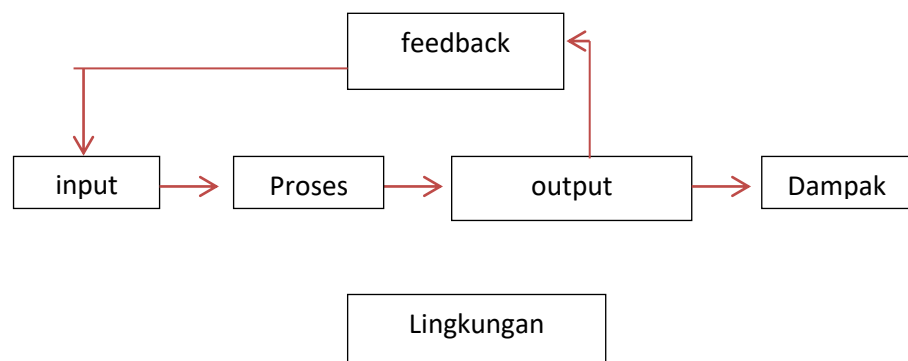 feedback
input
Proses
output
Dampak
Lingkungan